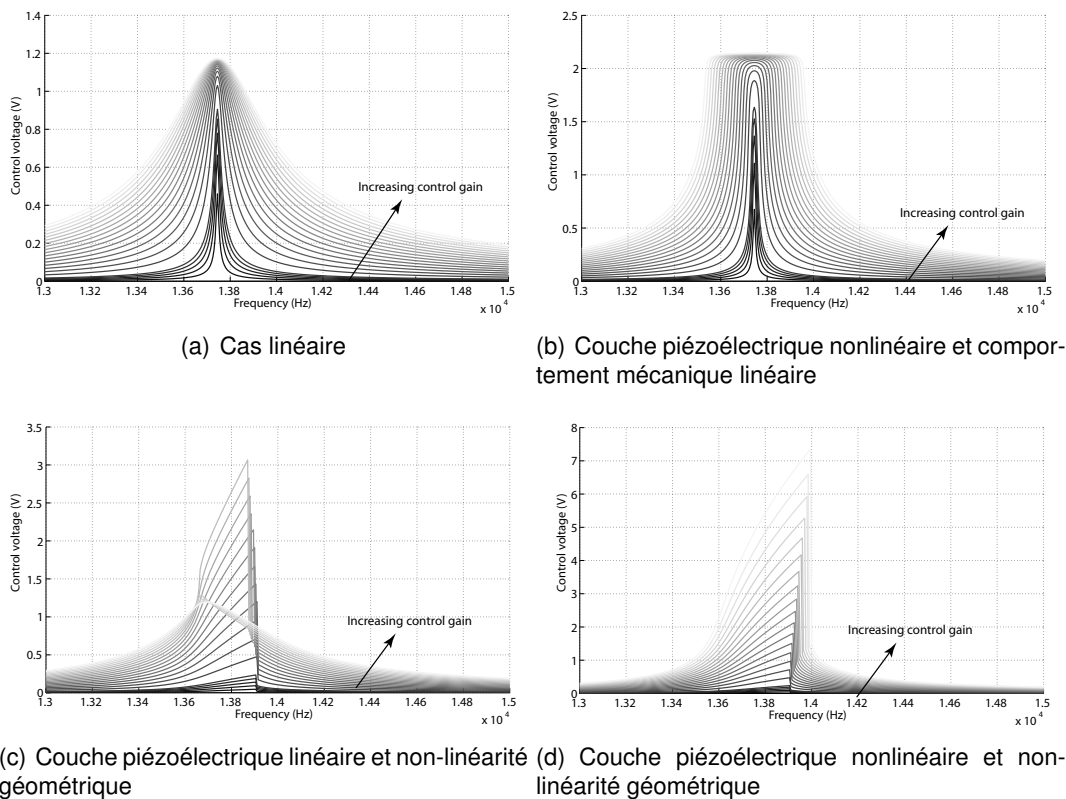 1.4
1.2
1
0.8
0.6
0.4
0.2
0
Control voltage (V)
Increasing control gain
1.3 1.32 1.34 1.36 1.38 1.4 1.42 1.44 1.46 1.48 1.5
Frequency (Hz)
x 10 4
(a) Cas linéaire
2.5
2
1.5
1
0.5
0
Control voltage (V)
Increasing control gain
1.3 1.32 1.34 1.36 1.38 1.4 1.42 1.44 1.46 1.48 1.5
Frequency (Hz)
x 10 4
(b) Couche piézoélectrique nonlinéaire et compor-
tement mécanique linéaire
3.5
3
2.5
2
1.5
1
0.5
0
Control voltage (V)
Increasing control gain
1.3 1.32 1.34 1.36 1.38 1.4 1.42 1.44 1.46 1.48 1.5
Frequency (Hz)
x 10 4
(c) Couche piézoélectrique linéaire et non-linéarité
géométrique
8
7
6
5
4
3
2
1
0
Control voltage (V)
Increasing control gain
1.3 1.32 1.34 1.36 1.38 1.4 1.42 1.44 1.46 1.48 1.5
Frequency (Hz)
x 10 4
(d) Couche piézoélectrique nonlinéaire et non-
linéarité géométrique